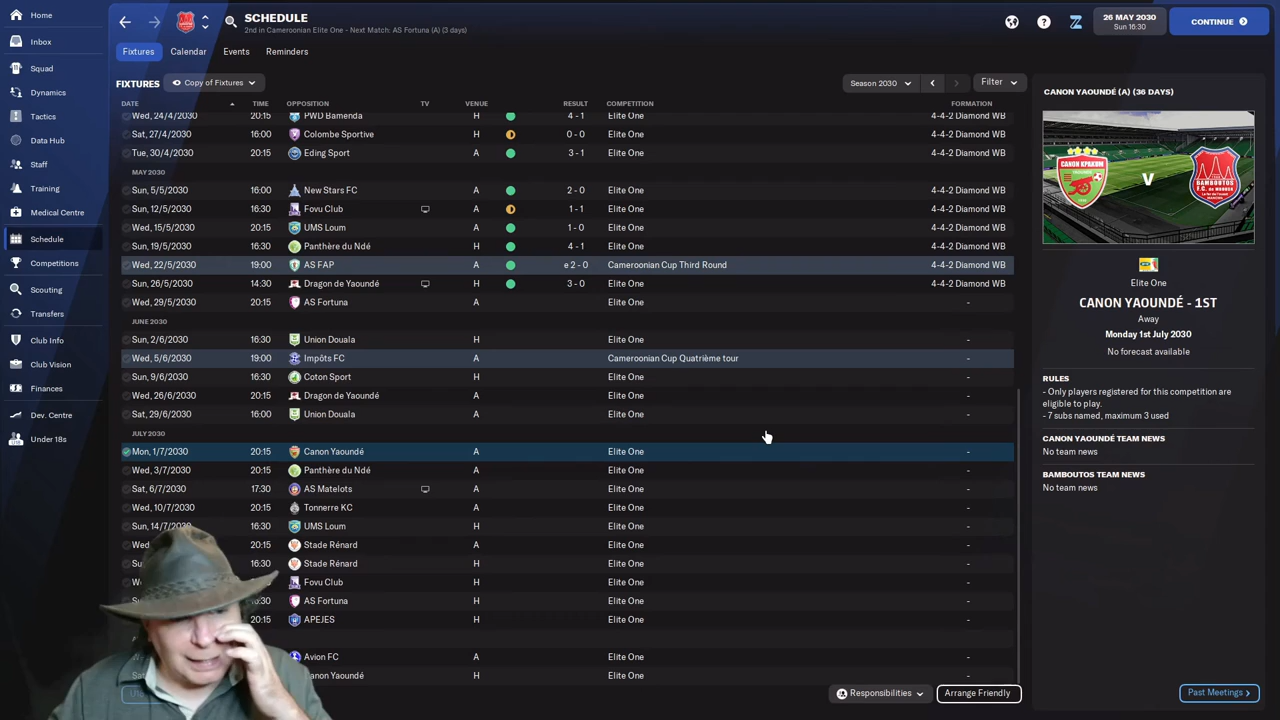 Home
SCHEDULE
2nd in Cameroonian Elite One - Next Match: AS Fortuna (A) (3 days)
26 MAY 2030
Sun 16:30
CONTINUE
Inbox
Squad
Dynamics
Tactics
Data Hub
Staff
Training
Medical Centre
Schedule
Competitions
Scouting
Transfers
Club Info
Club Vision
Finances
Dev. Centre
Under 18s
Fixtures Calendar Events Reminders
FIXTURES Copy of Fixtures Season 2030 Filter
DATE TIME OPPOSITION TV VENUE RESULT COMPETITION FORMATION
Wed, 24/4/2030 20:15 PWD Bamenda H 4 - 1 Elite One 4-4-2 Diamond WB
Sat, 27/4/2030 16:00 Colombe Sportive H 0 - 0 Elite One 4-4-2 Diamond WB
Tue, 30/4/2030 20:15 Eding Sport A 3 - 1 Elite One 4-4-2 Diamond WB
MAY 2030
Sun, 5/5/2030 16:00 New Stars FC A 2 - 0 Elite One 4-4-2 Diamond WB
Sun, 12/5/2030 16:30 Fovu Club A 1 - 1 Elite One 4-4-2 Diamond WB
Wed, 15/5/2030 20:15 UMS Loum A 1 - 0 Elite One 4-4-2 Diamond WB
Sun, 19/5/2030 16:30 Panthère du Ndé H 4 - 1 Elite One 4-4-2 Diamond WB
Wed, 22/5/2030 19:00 AS FAP A e 2 - 0 Cameroonian Cup Third Round 4-4-2 Diamond WB
Sun, 26/5/2030 14:30 Dragon de Yaoundé H 3 - 0 Elite One 4-4-2 Diamond WB
Wed, 29/5/2030 20:15 AS Fortuna A Elite One -
JUNE 2030
Sun, 2/6/2030 16:30 Union Douala H Elite One -
Wed, 5/6/2030 19:00 Impôts FC A Cameroonian Cup Quatrième tour -
Sun, 9/6/2030 16:30 Coton Sport H Elite One -
Wed, 26/6/2030 20:15 Dragon de Yaoundé A Elite One -
Sat, 29/6/2030 16:00 Union Douala A Elite One -
JULY 2030
Mon, 1/7/2030 20:15 Canon Yaoundé A Elite One -
Wed, 3/7/2030 20:15 Panthère du Ndé A Elite One -
Sat, 6/7/2030 17:30 AS Matelots A Elite One -
Wed, 10/7/2030 20:15 Tonnerre KC A Elite One -
Sun, 14/7/2030 16:30 UMS Loum H Elite One -
Wed 20:15 Stade Rénard A Elite One -
16:30 Stade Rénard H Elite One -
20:15 Fovu Club H Elite One -
AS Fortuna H Elite One -
20:15 APEJES H Elite One -
Avion FC A Elite One -
Canon Yaoundé H Elite One -
Responsibilities Arrange Friendly
CANON YAOUNDÉ (A) (36 DAYS)
CANON KPAKUM
V
BAMBOUTOS
Elite One
CANON YAOUNDÉ - 1ST
Away
Monday 1st July 2030
No forecast available
RULES
- Only players registered for this competition are
eligible to play.
- 7 subs named, maximum 3 used
CANON YAOUNDÉ TEAM NEWS
No team news
BAMBOUTOS TEAM NEWS
No team news
Past Meetings